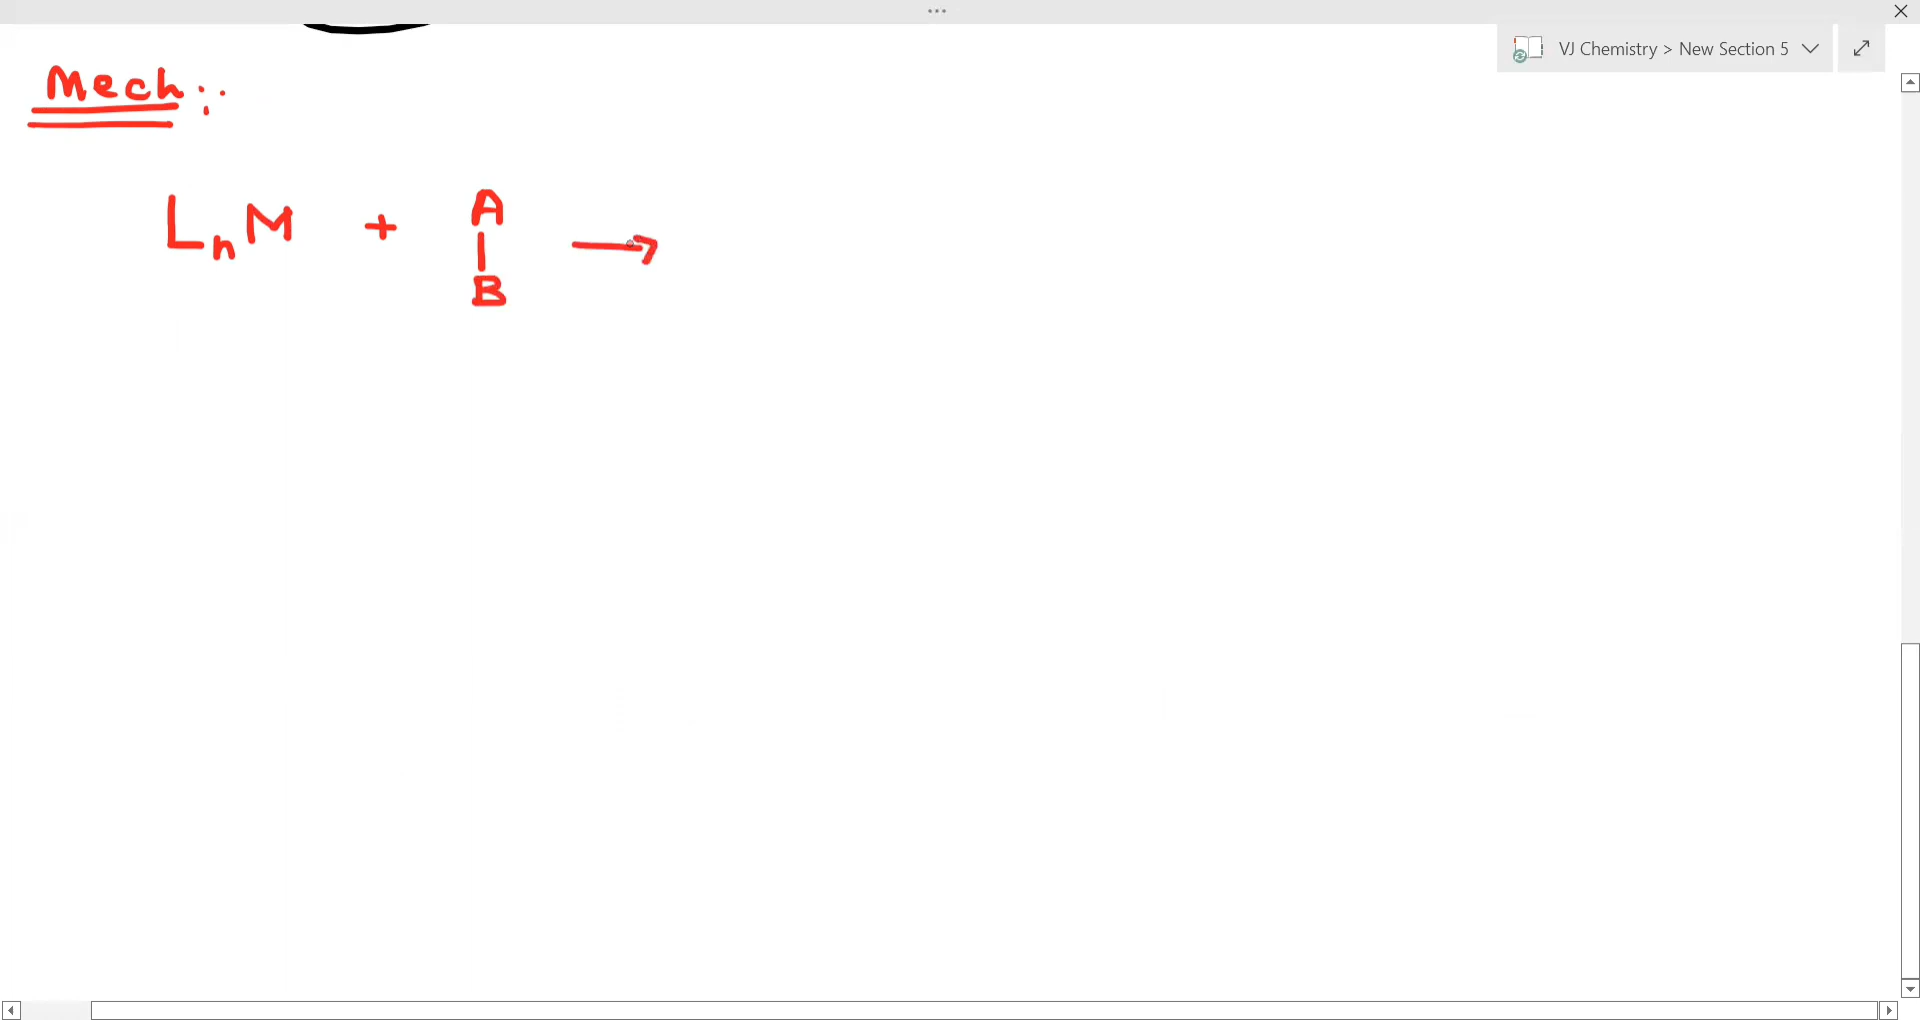 VJ Chemistry > New Section 5
Mech :
LₙM + A
|
B →